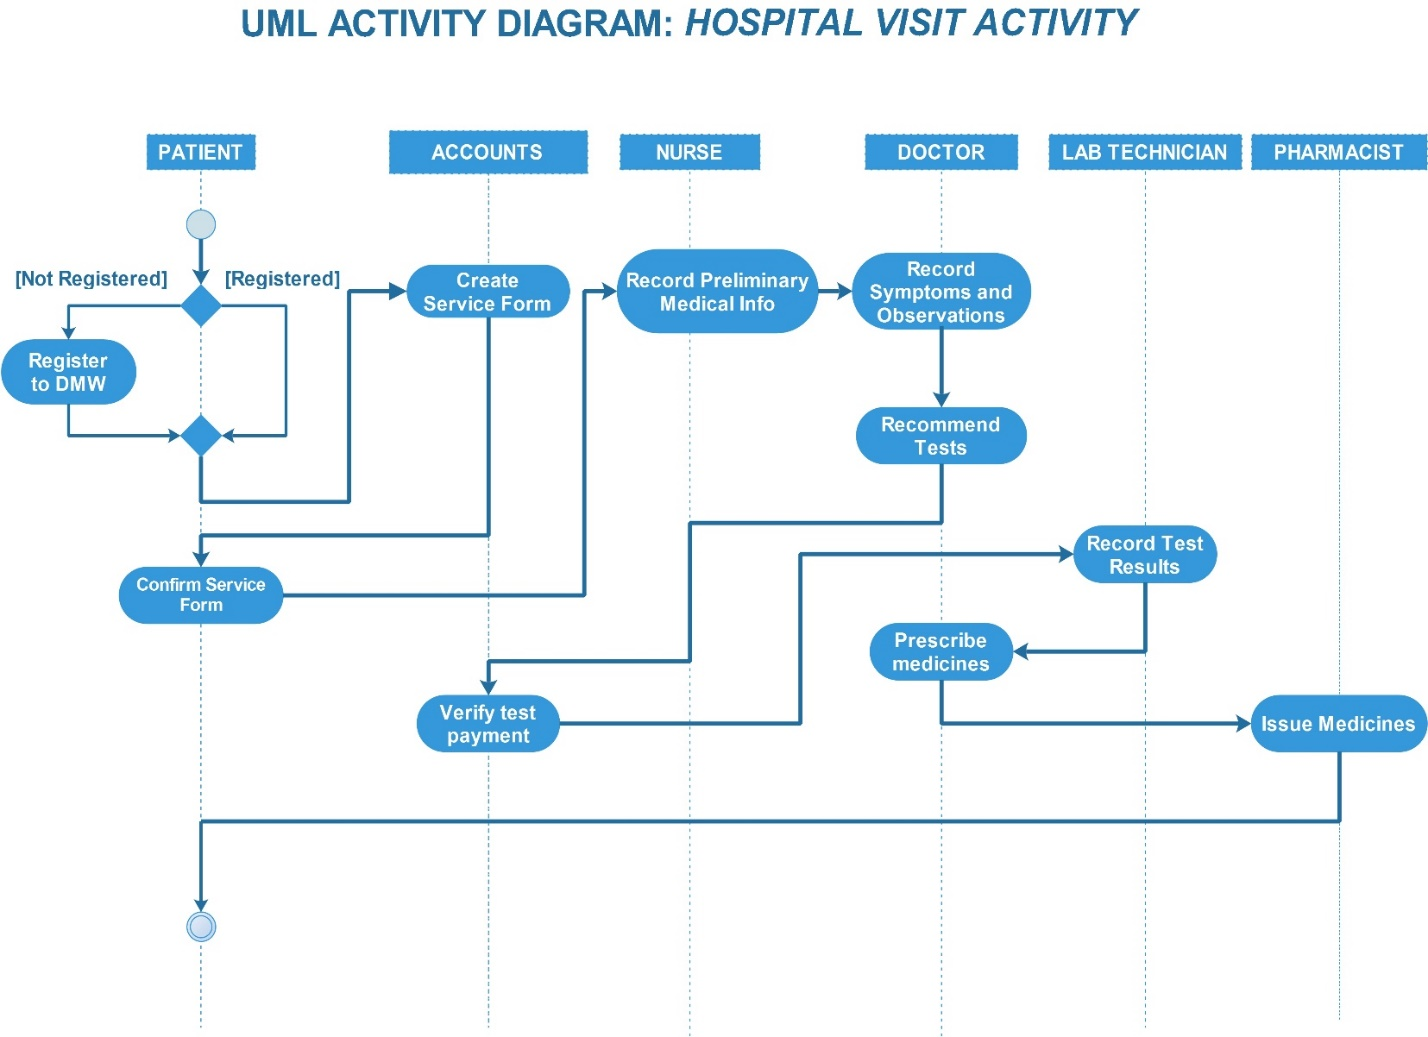 UML ACTIVITY DIAGRAM: HOSPITAL VISIT ACTIVITY
PATIENT
ACCOUNTS
NURSE
DOCTOR
LAB TECHNICIAN
PHARMACIST
[Not Registered]
[Registered]
Create
Service Form
Record Preliminary
Medical Info
Record
Symptoms and
Observations
Register
to DMW
Recommend
Tests
Record Test
Results
Confirm Service
Form
Prescribe
medicines
Verify test
payment
Issue Medicines